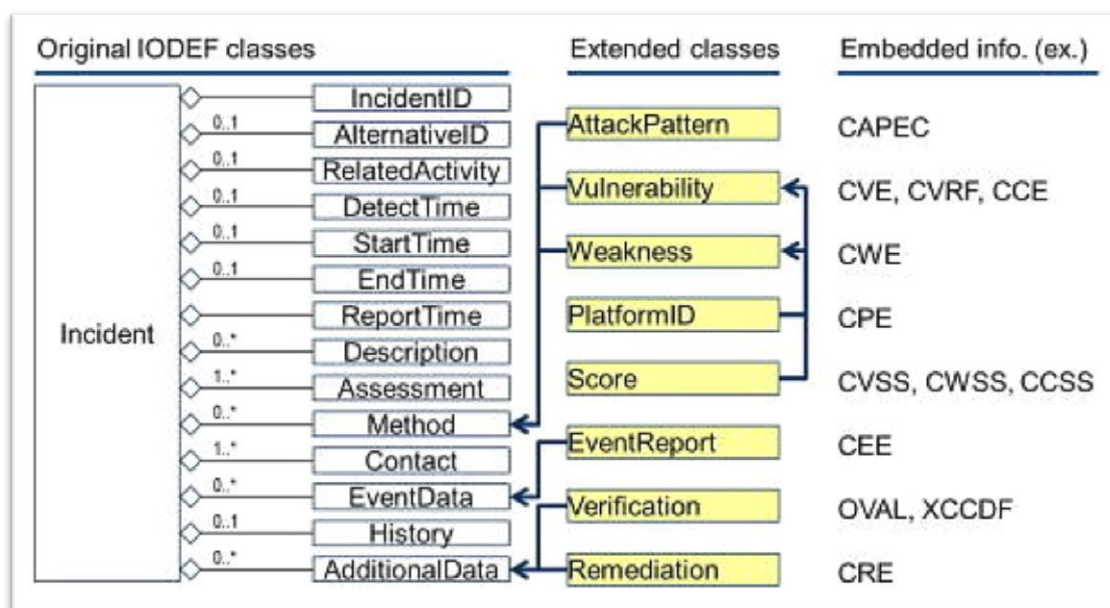 Original IODEF classes
Extended classes
Embedded info. (ex.)
Incident
IncidentID
0..1 AlternativeID
0..1 RelatedActivity
0..1 DetectTime
0..1 StartTime
0..1 EndTime
ReportTime
0..* Description
1..* Assessment
0..* Method
1..* Contact
0..* EventData
0..1 History
0..* AdditionalData
AttackPattern
CAPEC
Vulnerability
CVE, CVRF, CCE
Weakness
CWE
PlatformID
CPE
Score
CVSS, CWSS, CCSS
EventReport
CEE
Verification
OVAL, XCCDF
Remediation
CRE